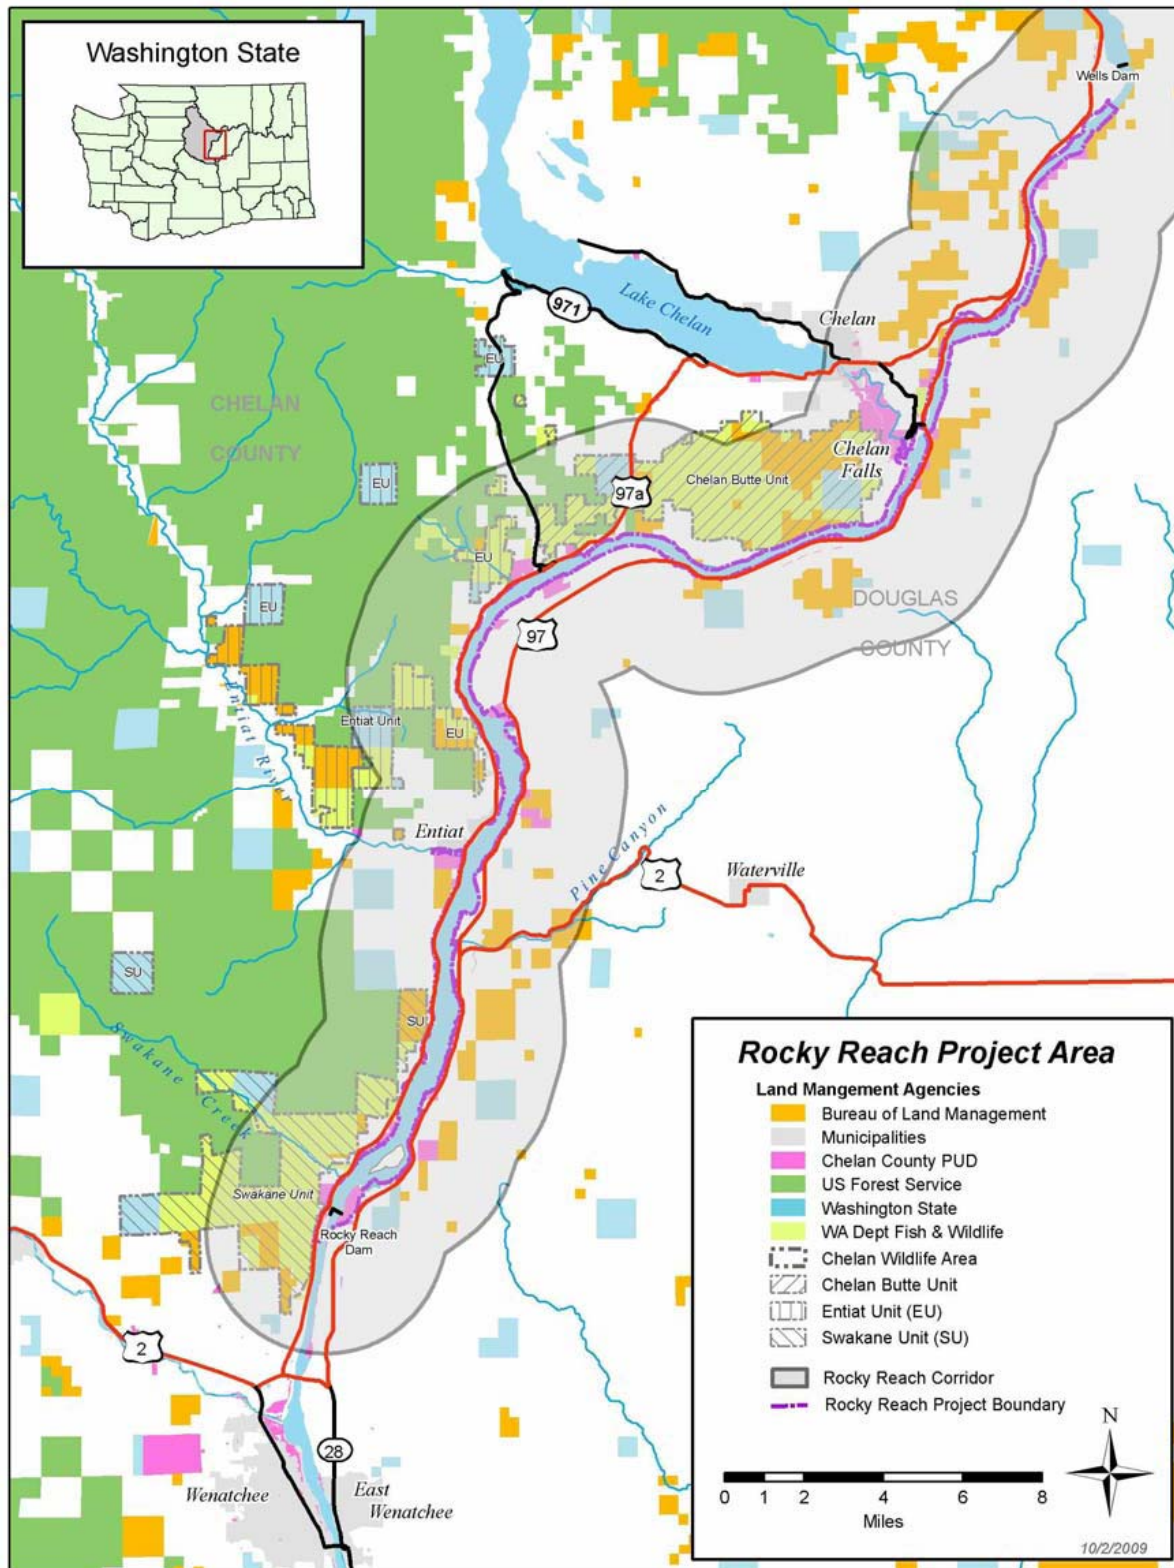 Washington State
Wells Dam
Lake Chelan
971
Chelan
EU
CHELAN
COUNTY
Chelan
Falls
EU
97a
Chelan Butte Unit
EU
EU
97
DOUGLAS
COUNTY
Entiat River
Entiat Unit
EU
Entiat
Pine Canyon
2
Waterville
SU
SU
Swakane Creek
Swakane Unit
Rocky Reach
Dam
2
28
Wenatchee
East
Wenatchee
Rocky Reach Project Area
Land Mangement Agencies
Bureau of Land Management
Municipalities
Chelan County PUD
US Forest Service
Washington State
WA Dept Fish & Wildlife
Chelan Wildlife Area
Chelan Butte Unit
Entiat Unit (EU)
Swakane Unit (SU)
Rocky Reach Corridor
Rocky Reach Project Boundary
N
0 1 2 4 6 8
Miles
10/2/2009